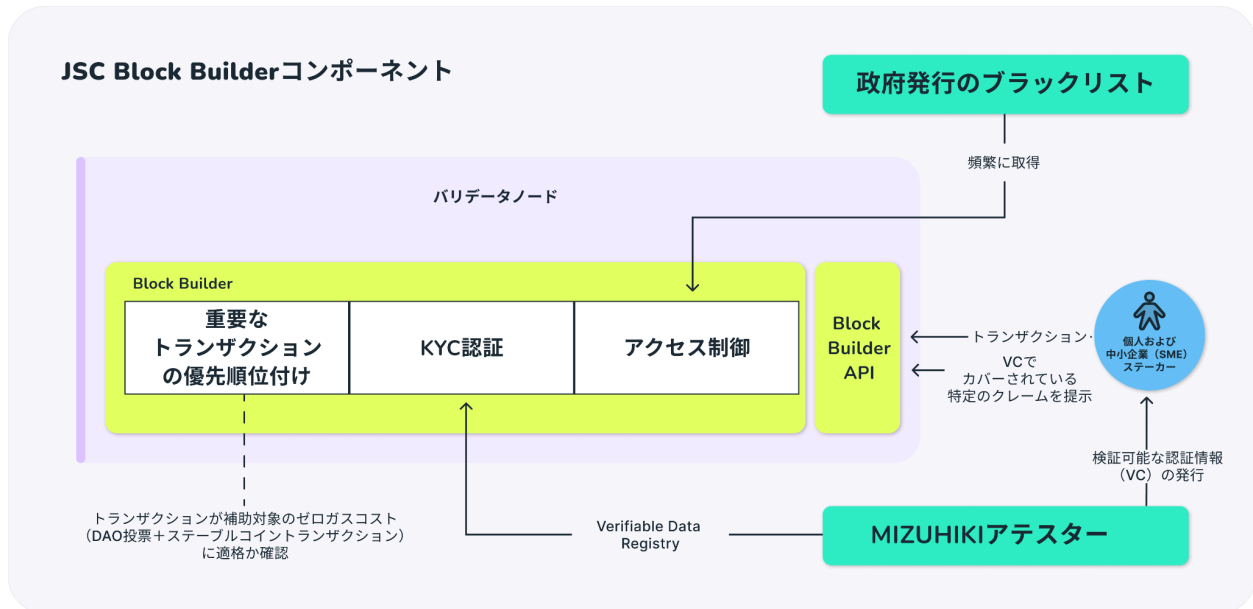 JSC Block Builderコンポーネント
政府発行のブラックリスト
頻繁に取得
バリデータノード
Block Builder
重要な
トランザクション
の優先順位付け
KYC認証
アクセス制御
Block
Builder
API
トランザクション
VCで
カバーされている
特定のクレームを提示
個人および
中小企業（SME）
ステーカー
検証可能な認証情報
（VC）の発行
トランザクションが補助対象のゼロガスコスト
（DAO投票＋ステーブルコイントランザクション）
に適格か確認
Verifiable Data
Registry
MIZUHIKIアテスター